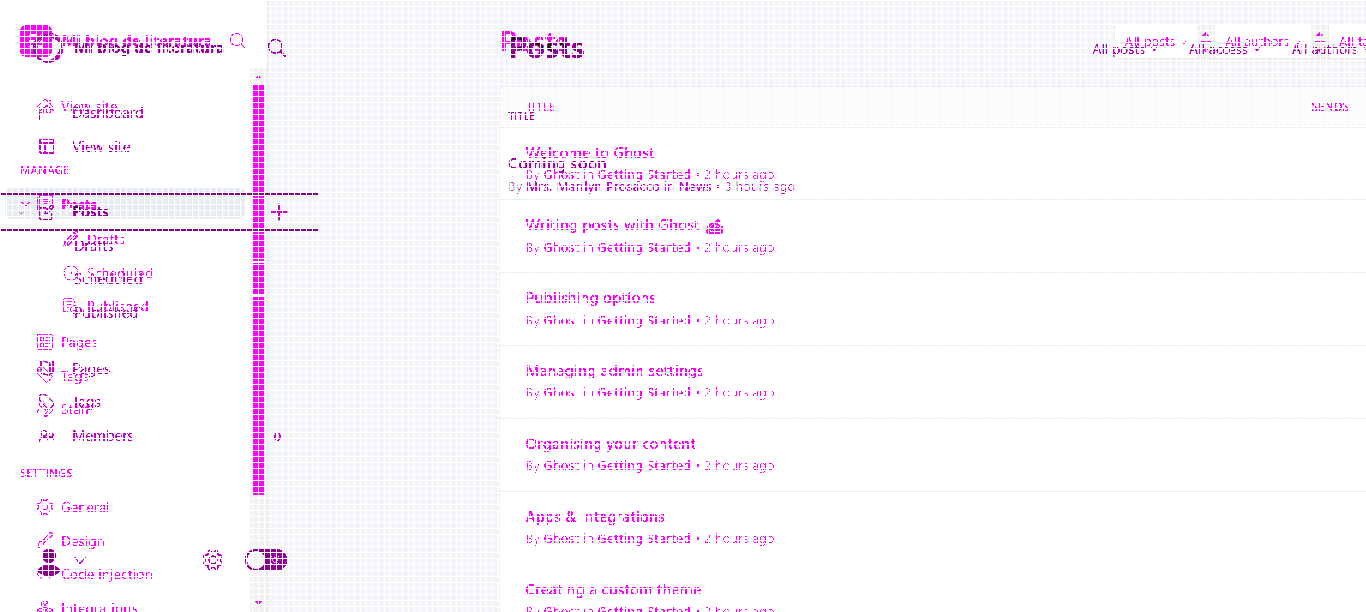 Mi blog de literatura
Mi blog de literatura
View site
Dashboard
View site
MANAGE
Posts
Posts
Drafts
Drafts
Scheduled
Scheduled
Published
Published
Pages
Pages
Tags
Tags
Staff
Members 0
SETTINGS
General
Design
Code injection
Integrations
Posts
Posts
All posts All authors All t
All posts All access All authors
TITLE SENDS
TITLE
Welcome to Ghost
By Ghost in Getting Started • 2 hours ago
Coming soon
By Mrs. Marilyn Prosacco in News • 3 hours ago
Writing posts with Ghost
By Ghost in Getting Started • 2 hours ago
Publishing options
By Ghost in Getting Started • 2 hours ago
Managing admin settings
By Ghost in Getting Started • 2 hours ago
Organising your content
By Ghost in Getting Started • 2 hours ago
Apps & integrations
By Ghost in Getting Started • 2 hours ago
Creating a custom theme
By Ghost in Getting Started • 2 hours ago